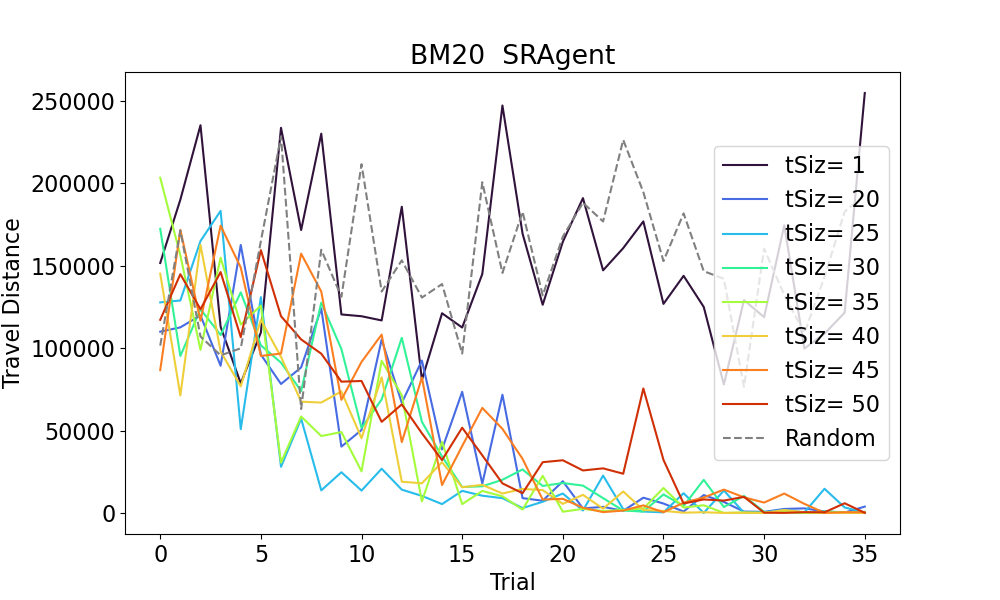 BM20  SRAgent
Travel Distance
250000
200000
150000
100000
50000
0
tSiz= 1
tSiz= 20
tSiz= 25
tSiz= 30
tSiz= 35
tSiz= 40
tSiz= 45
tSiz= 50
Random
0 5 10 15 20 25 30 35
Trial